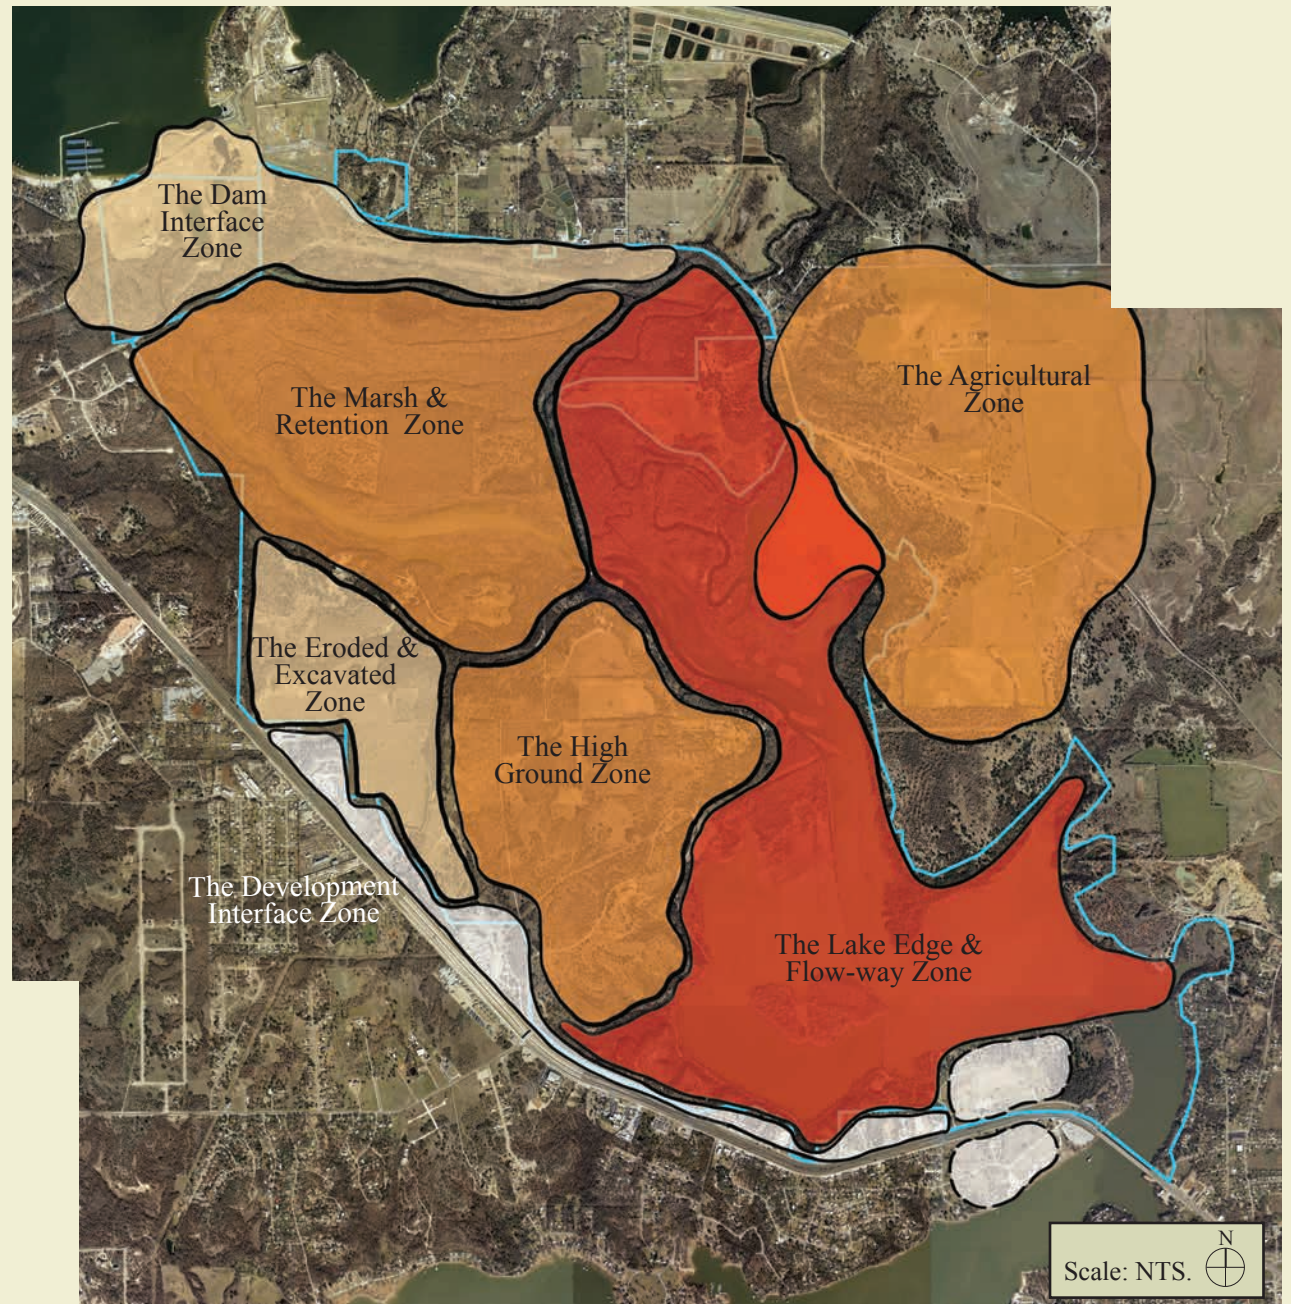 The Dam
Interface
Zone
The Marsh &
Retention Zone
The Agricultural
Zone
The Eroded &
Excavated
Zone
The High
Ground Zone
The Development
Interface Zone
The Lake Edge &
Flow-way Zone
N
Scale: NTS.